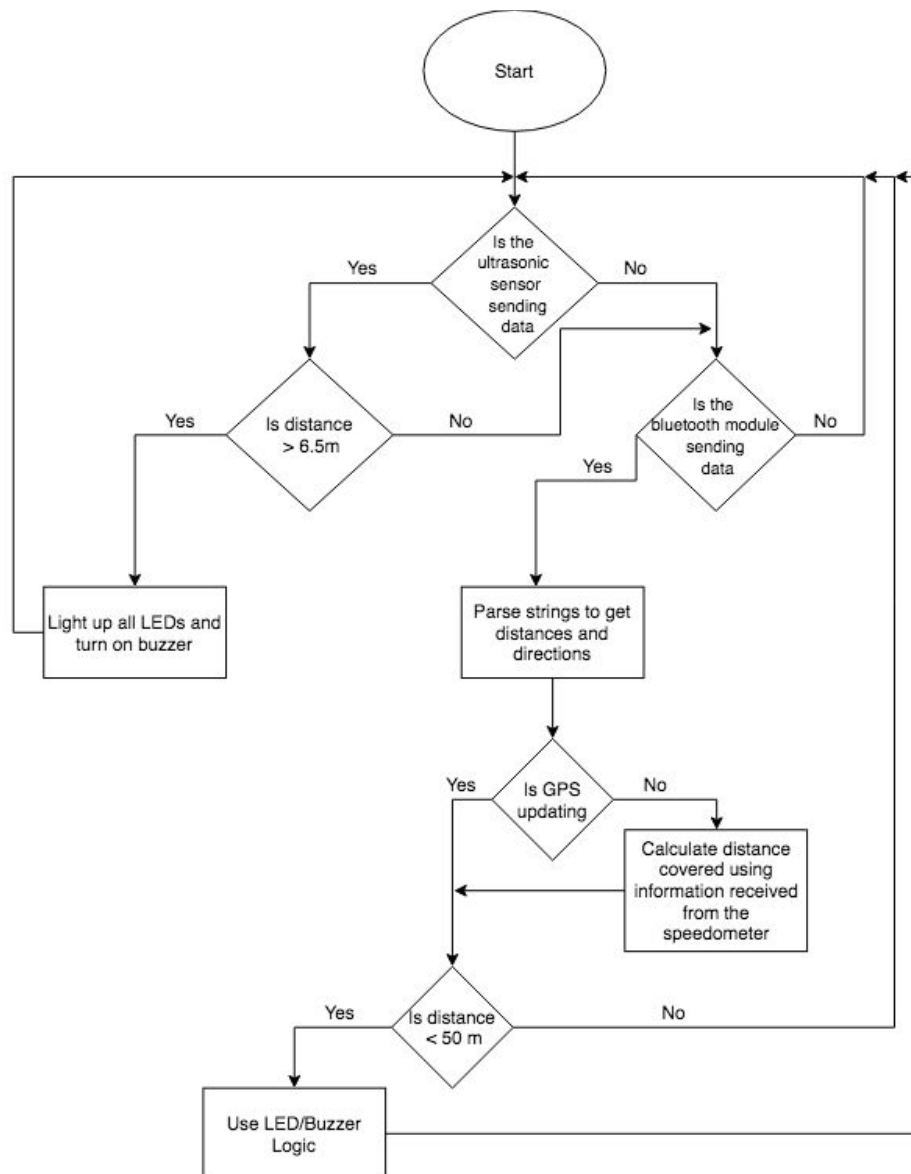 Start
Is the
ultrasonic
sensor
sending
data
Yes
No
Is distance
> 6.5m
Yes
No
Is the
bluetooth module
sending
data
No
Yes
Light up all LEDs and
turn on buzzer
Parse strings to get
distances and
directions
Is GPS
updating
Yes
No
Calculate distance
covered using
information received
from the
speedometer
Is distance
< 50 m
Yes
No
Use LED/Buzzer
Logic